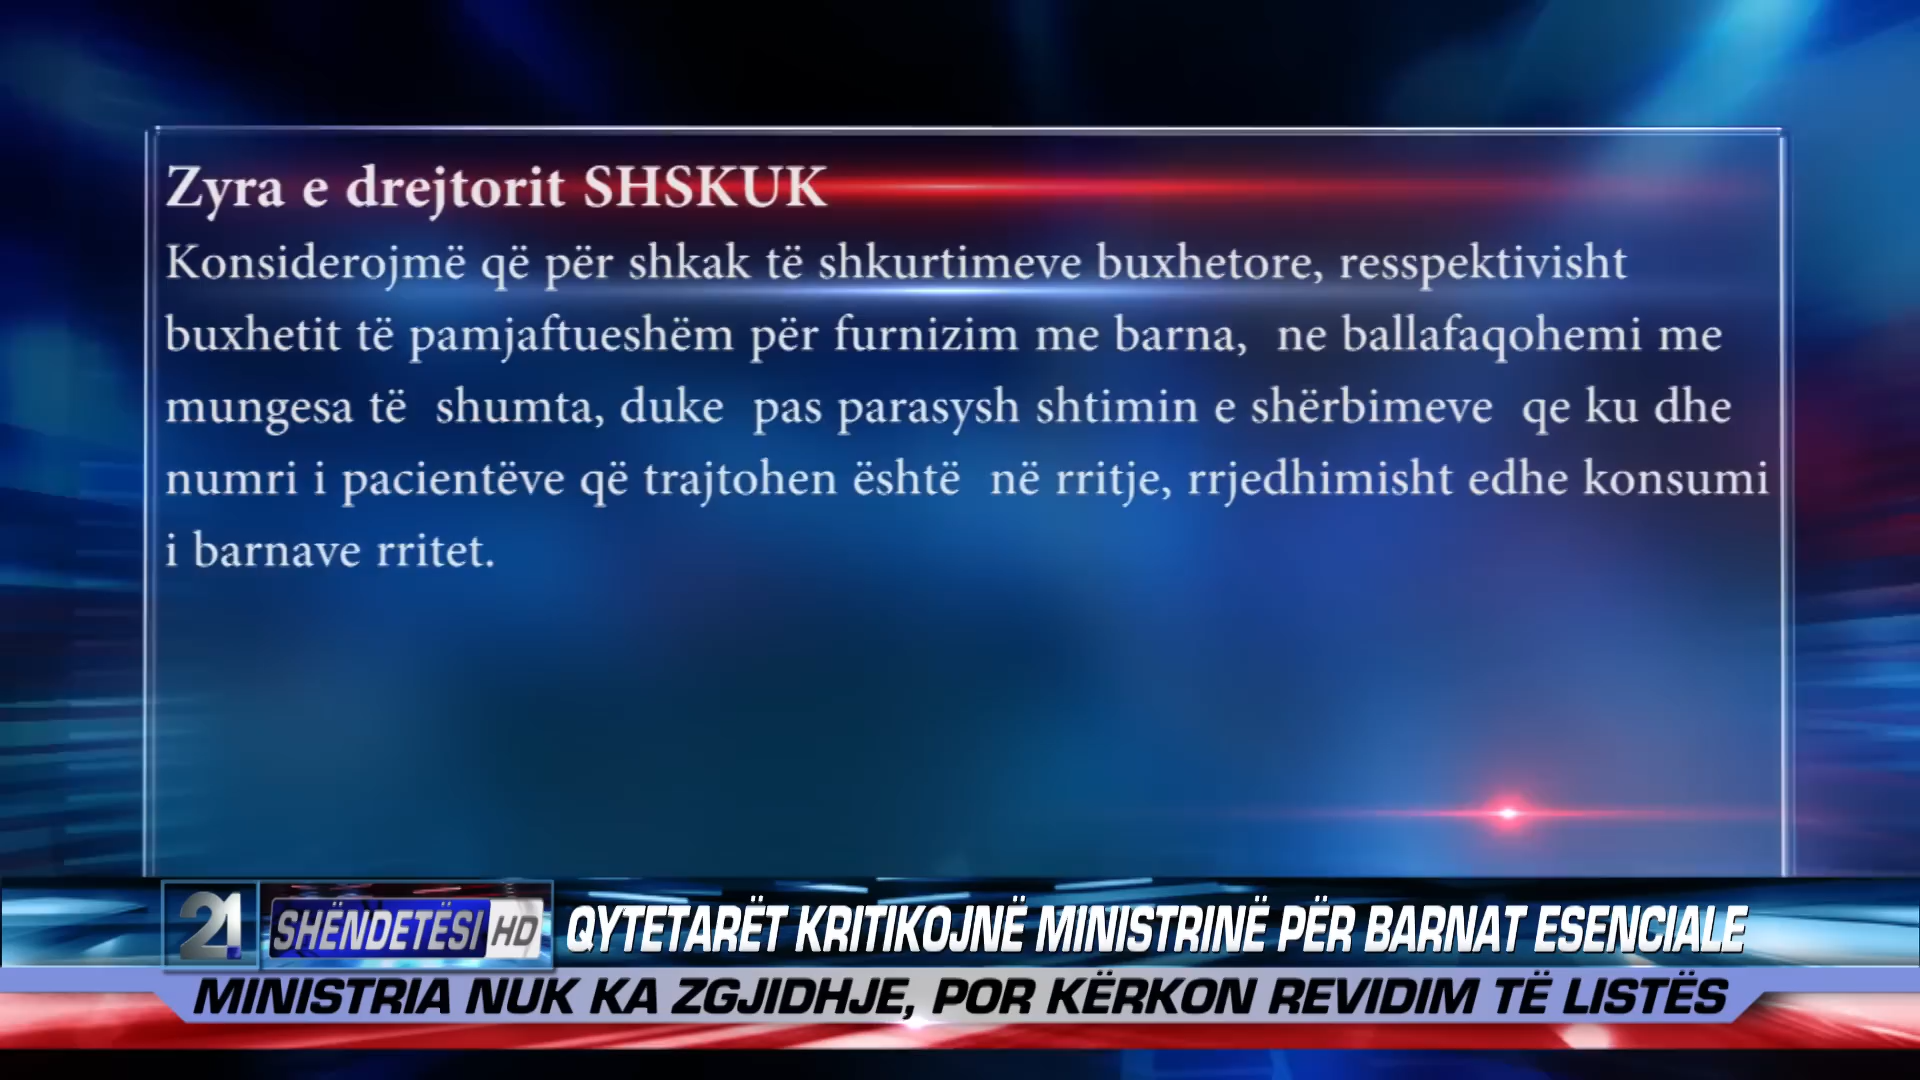 Zyra e drejtorit SHSKUK
Konsiderojmë që për shkak të shkurtimeve buxhetore, resspektivisht
buxhetit të pamjaftueshëm për furnizim me barna, ne ballafaqohemi me
mungesa të shumta, duke pas parasysh shtimin e shërbimeve qe ku dhe
numri i pacientëve që trajtohen është në rritje, rrjedhimisht edhe konsumi
i barnave rritet.
21 SHËNDETËSI HD QYTETARËT KRITIKOJNË MINISTRINË PËR BARNAT ESENCIALE
MINISTRIA NUK KA ZGJIDHJE, POR KËRKON REVIDIM TË LISTËS